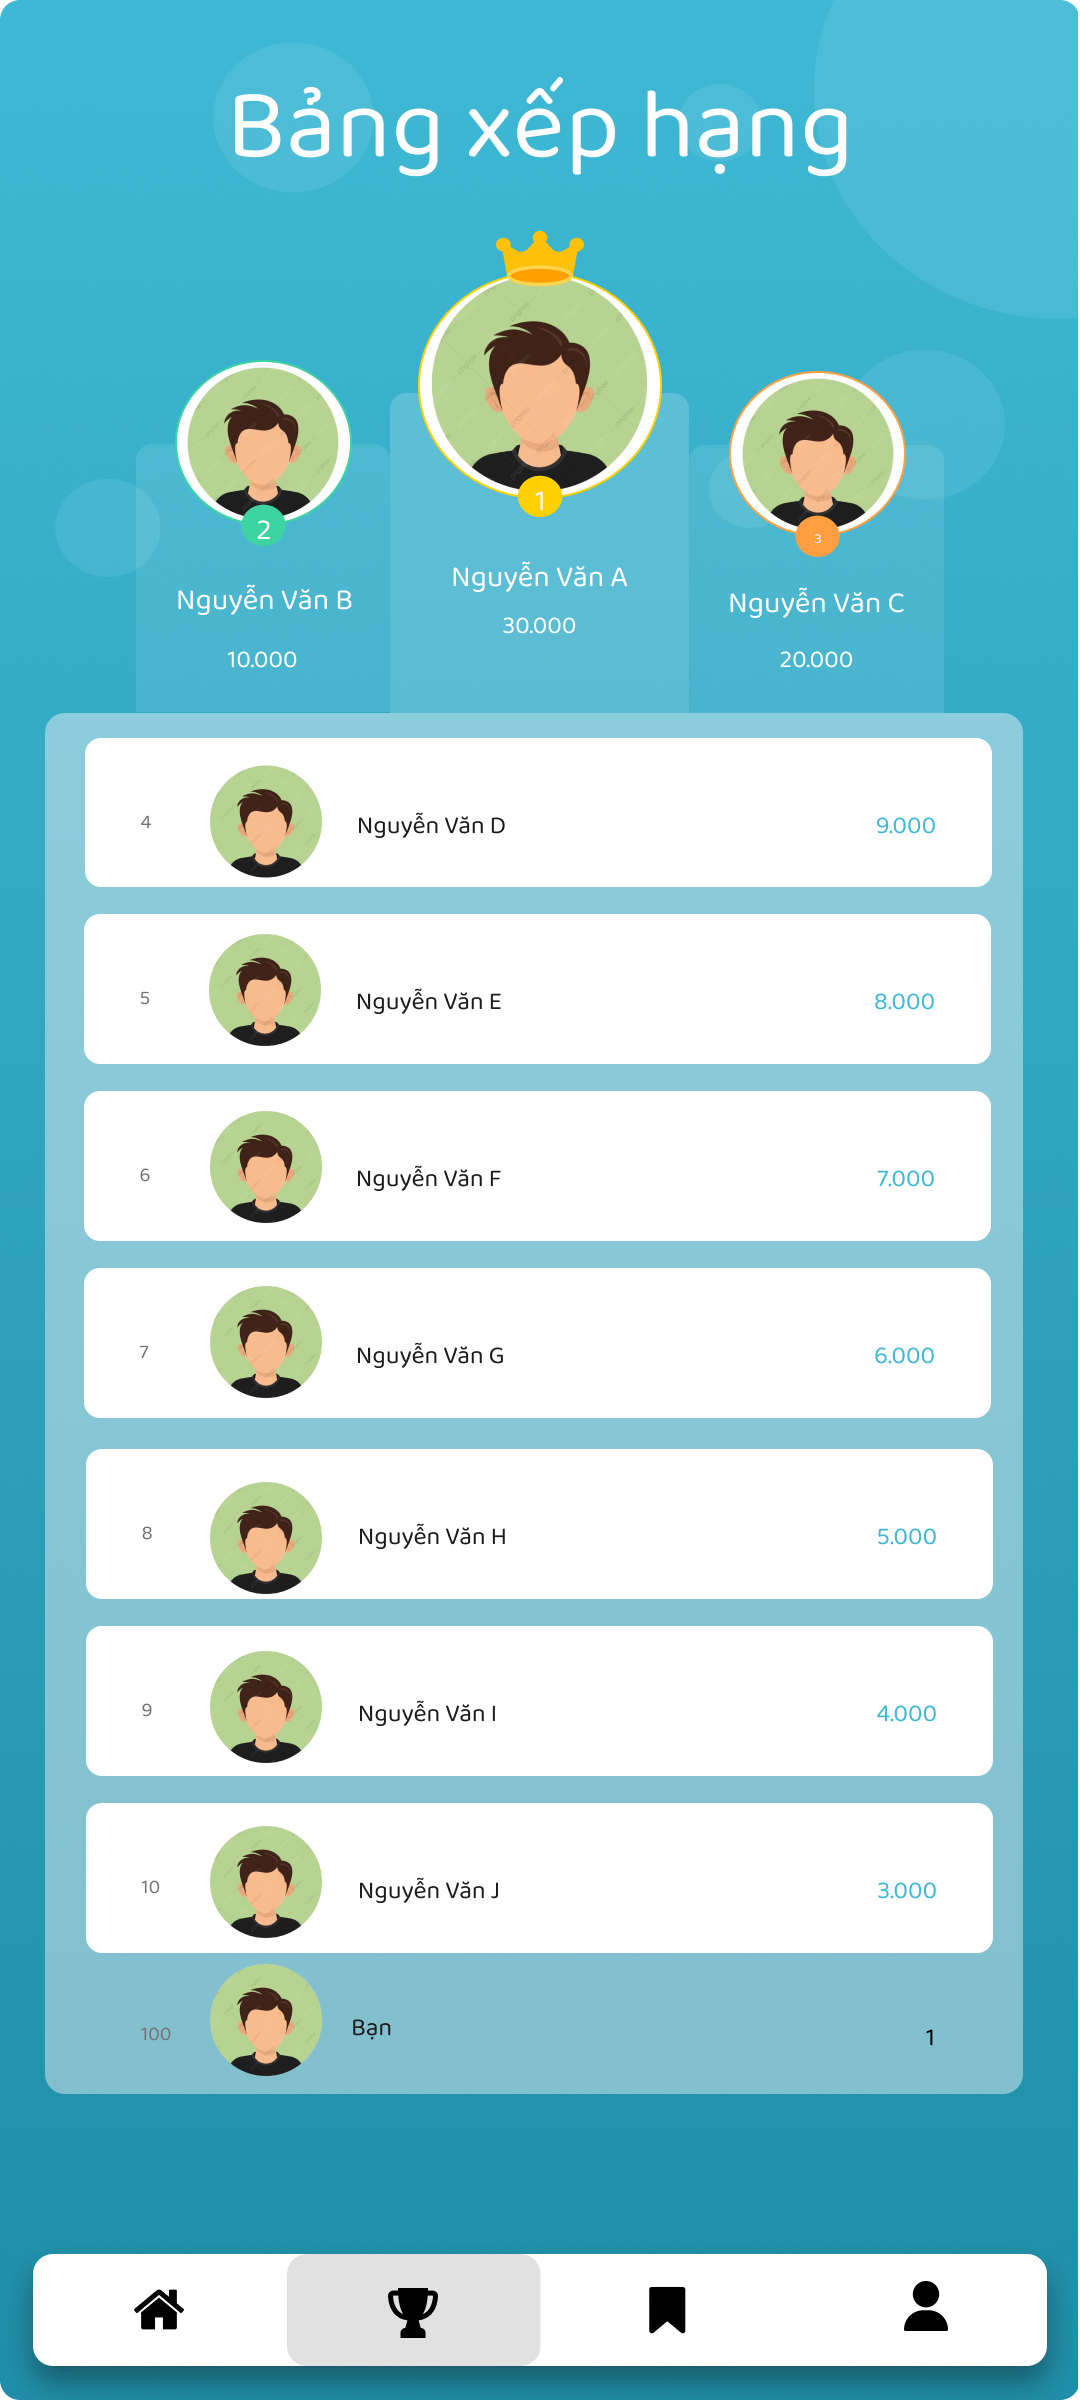 Bảng xếp hạng
1
2
3
Nguyễn Văn B
Nguyễn Văn A
Nguyễn Văn C
10.000
30.000
20.000
4 Nguyễn Văn D 9.000
5 Nguyễn Văn E 8.000
6 Nguyễn Văn F 7.000
7 Nguyễn Văn G 6.000
8 Nguyễn Văn H 5.000
9 Nguyễn Văn I 4.000
10 Nguyễn Văn J 3.000
100 Bạn 1